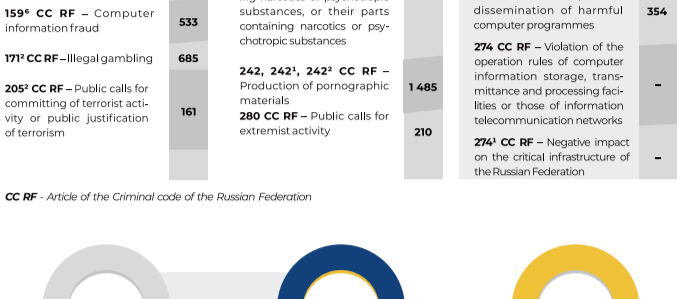 159⁶ CC RF – Computer
information fraud
533
171² CC RF – Illegal gambling
685
205² CC RF – Public calls for
committing of terrorist acti-
vity or public justification
of terrorism
161
substances, or their parts
containing narcotics or psy-
chotropic substances
242, 242¹, 242² CC RF –
Production of pornographic
materials
1 485
280 CC RF – Public calls for
extremist activity
210
dissemination of harmful
computer programmes
354
274 CC RF – Violation of the
operation rules of computer
information storage, trans-
mittance and processing faci-
lities or those of information
telecommunication networks
–
274¹ CC RF – Negative impact
on the critical infrastructure of
the Russian Federation
–
CC RF - Article of the Criminal code of the Russian Federation